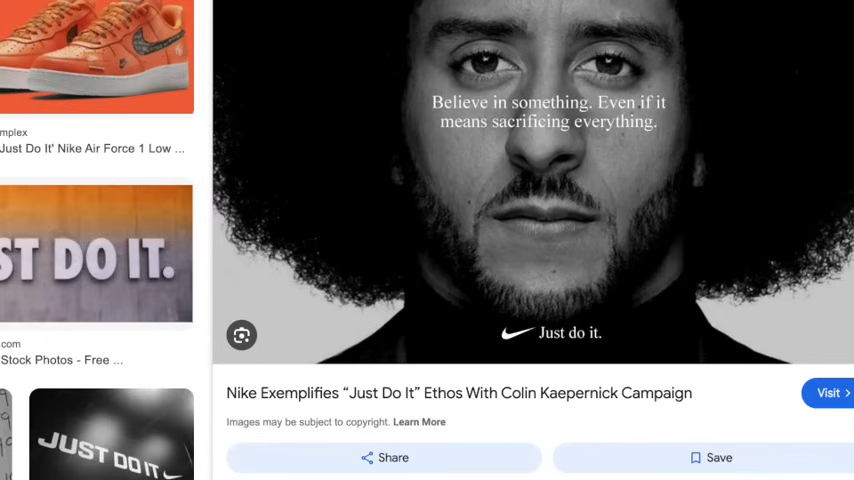 mplex
Just Do It' Nike Air Force 1 Low ...
ST DO IT.
com
Stock Photos - Free ...
JUST DO IT
Believe in something. Even if it
means sacrificing everything.
Just do it.
Nike Exemplifies “Just Do It” Ethos With Colin Kaepernick Campaign
Visit
Images may be subject to copyright. Learn More
Share
Save